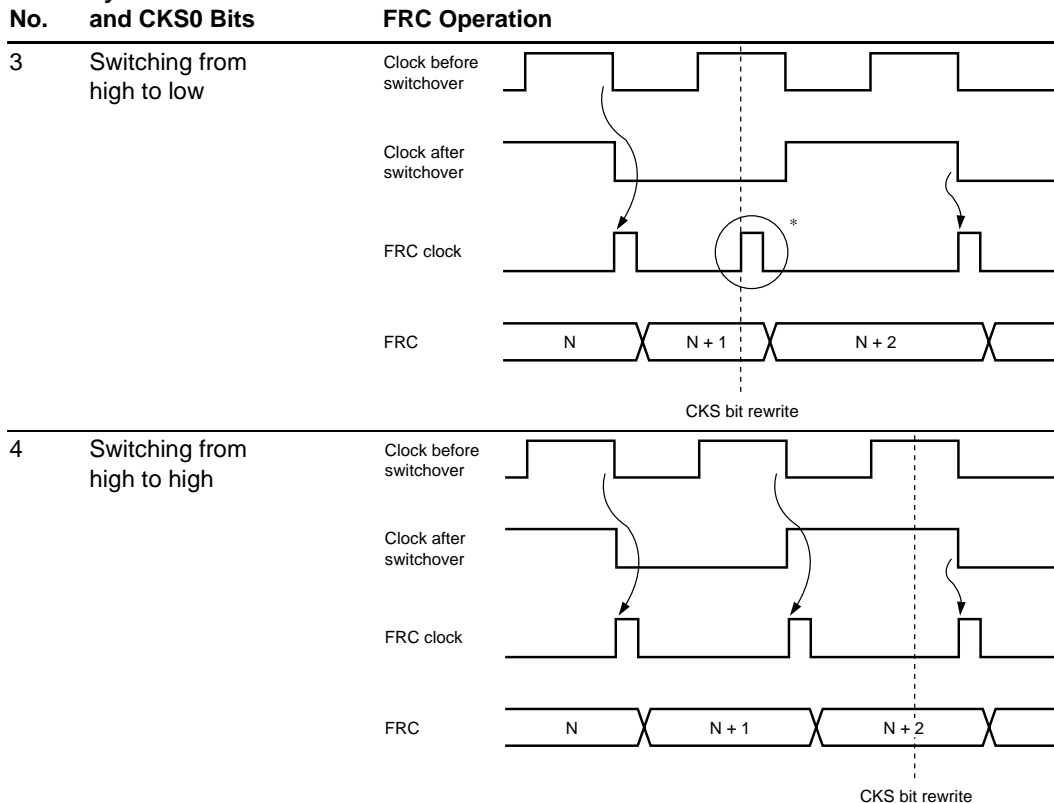 No.
and CKS0 Bits
FRC Operation
3
Switching from
high to low
Clock before
switchover
Clock after
switchover
FRC clock
*
FRC
N
N + 1
N + 2
CKS bit rewrite
4
Switching from
high to high
Clock before
switchover
Clock after
switchover
FRC clock
FRC
N
N + 1
N + 2
CKS bit rewrite